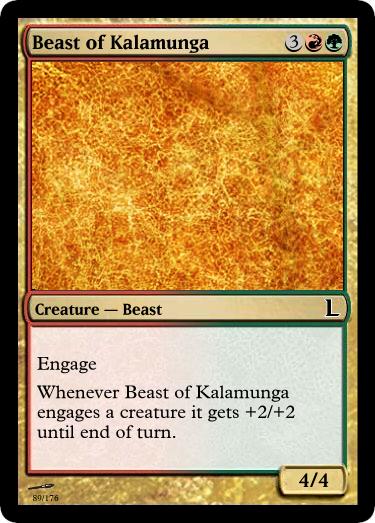 Beast of Kalamunga 3
Creature — Beast L
Engage
Whenever Beast of Kalamunga
engages a creature it gets +2/+2
until end of turn.
4/4
89/176